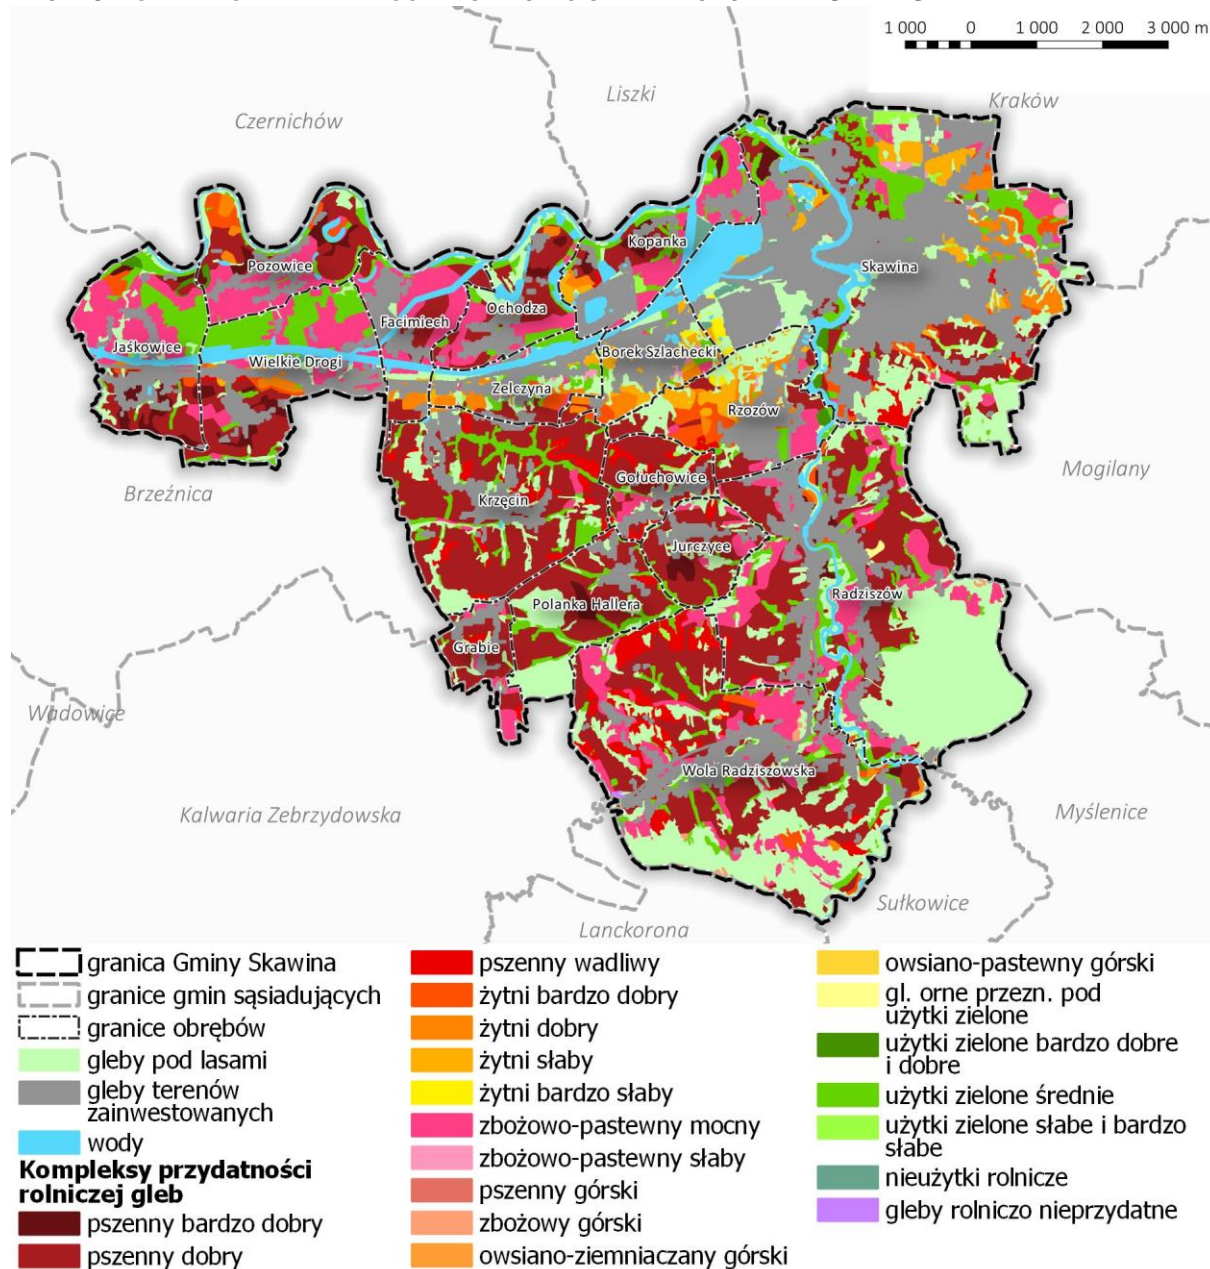 1 000 0 1 000 2 000 3 000 m
Liszki
Kraków
Czernichów
Kopanka
Skawina
Pozowice
Ochodza
Facimiech
Jaśkowice
Wielkie Drogi
Borek Szlachecki
Zelczyna
Rzozów
Mogilany
Brzeźnica
Gołuchowice
Krzęcin
Jurczyce
Radziszów
Polanka Hallera
Grabie
Wadowice
Wola Radziszowska
Kalwaria Zebrzydowska
Myślenice
Sułkowice
Lanckorona
granica Gminy Skawina
granice gmin sąsiadujących
granice obrębów
gleby pod lasami
gleby terenów
zainwestowanych
wody
Kompleksy przydatności
rolniczej gleb
pszenny bardzo dobry
pszenny dobry
pszenny wadliwy
żytni bardzo dobry
żytni dobry
żytni słaby
żytni bardzo słaby
zbożowo-pastewny mocny
zbożowo-pastewny słaby
pszenny górski
zbożowy górski
owsiano-ziemniaczany górski
owsiano-pastewny górski
gl. orne przezn. pod
użytki zielone
użytki zielone bardzo dobre
i dobre
użytki zielone średnie
użytki zielone słabe i bardzo
słabe
nieużytki rolnicze
gleby rolniczo nieprzydatne